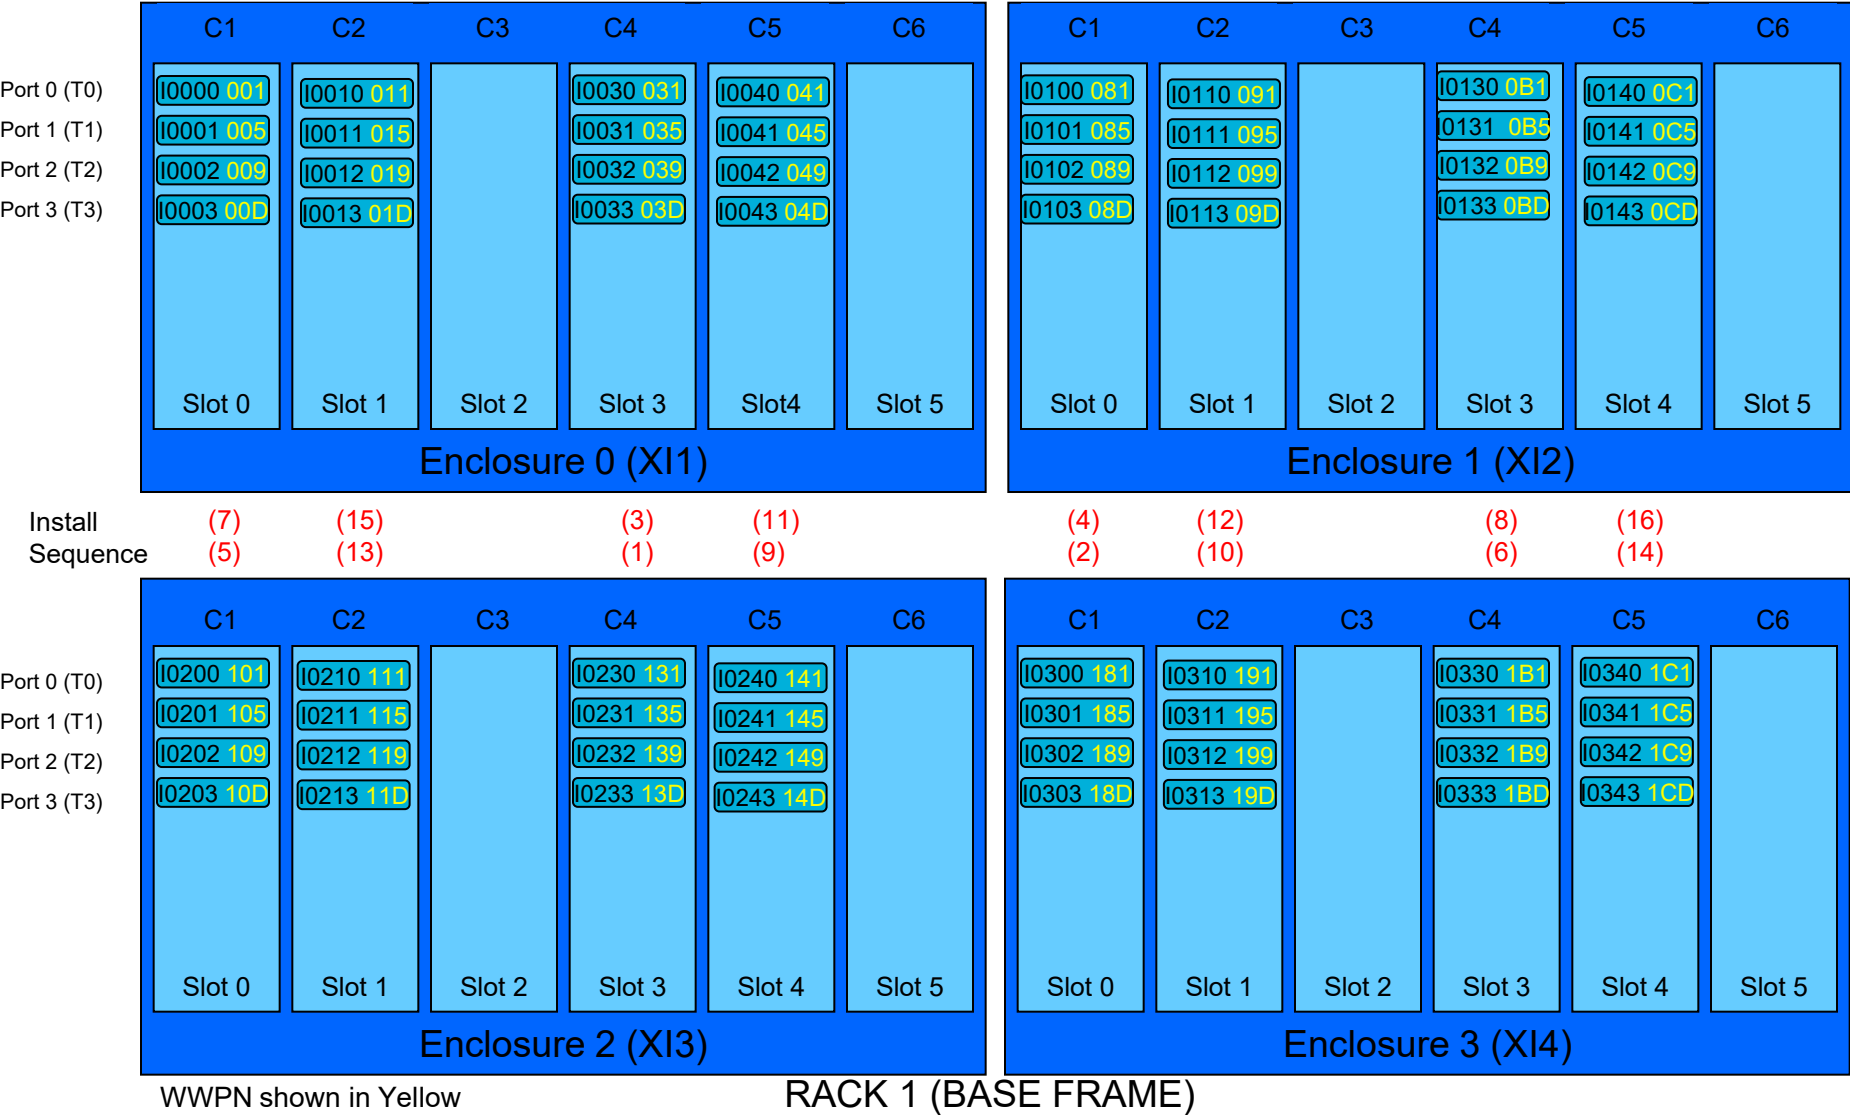 C1 C2 C3 C4 C5 C6
C1 C2 C3 C4 C5 C6
Port 0 (T0) I0000 001 I0010 011 I0030 031 I0040 041 I0100 081 I0110 091 I0130 0B1 I0140 0C1
Port 1 (T1) I0001 005 I0011 015 I0031 035 I0041 045 I0101 085 I0111 095 I0131 0B5 I0141 0C5
Port 2 (T2) I0002 009 I0012 019 I0032 039 I0042 049 I0102 089 I0112 099 I0132 0B9 I0142 0C9
Port 3 (T3) I0003 00D I0013 01D I0033 03D I0043 04D I0103 08D I0113 09D I0133 0BD I0143 0CD
Slot 0 Slot 1 Slot 2 Slot 3 Slot4 Slot 5
Slot 0 Slot 1 Slot 2 Slot 3 Slot 4 Slot 5
Enclosure 0 (XI1)
Enclosure 1 (XI2)
Install (7) (15) (3) (11) (4) (12) (8) (16)
Sequence (5) (13) (1) (9) (2) (10) (6) (14)
C1 C2 C3 C4 C5 C6
C1 C2 C3 C4 C5 C6
Port 0 (T0) I0200 101 I0210 111 I0230 131 I0240 141 I0300 181 I0310 191 I0330 1B1 I0340 1C1
Port 1 (T1) I0201 105 I0211 115 I0231 135 I0241 145 I0301 185 I0311 195 I0331 1B5 I0341 1C5
Port 2 (T2) I0202 109 I0212 119 I0232 139 I0242 149 I0302 189 I0312 199 I0332 1B9 I0342 1C9
Port 3 (T3) I0203 10D I0213 11D I0233 13D I0243 14D I0303 18D I0313 19D I0333 1BD I0343 1CD
Slot 0 Slot 1 Slot 2 Slot 3 Slot 4 Slot 5
Slot 0 Slot 1 Slot 2 Slot 3 Slot 4 Slot 5
Enclosure 2 (XI3)
Enclosure 3 (XI4)
WWPN shown in Yellow
RACK 1 (BASE FRAME)